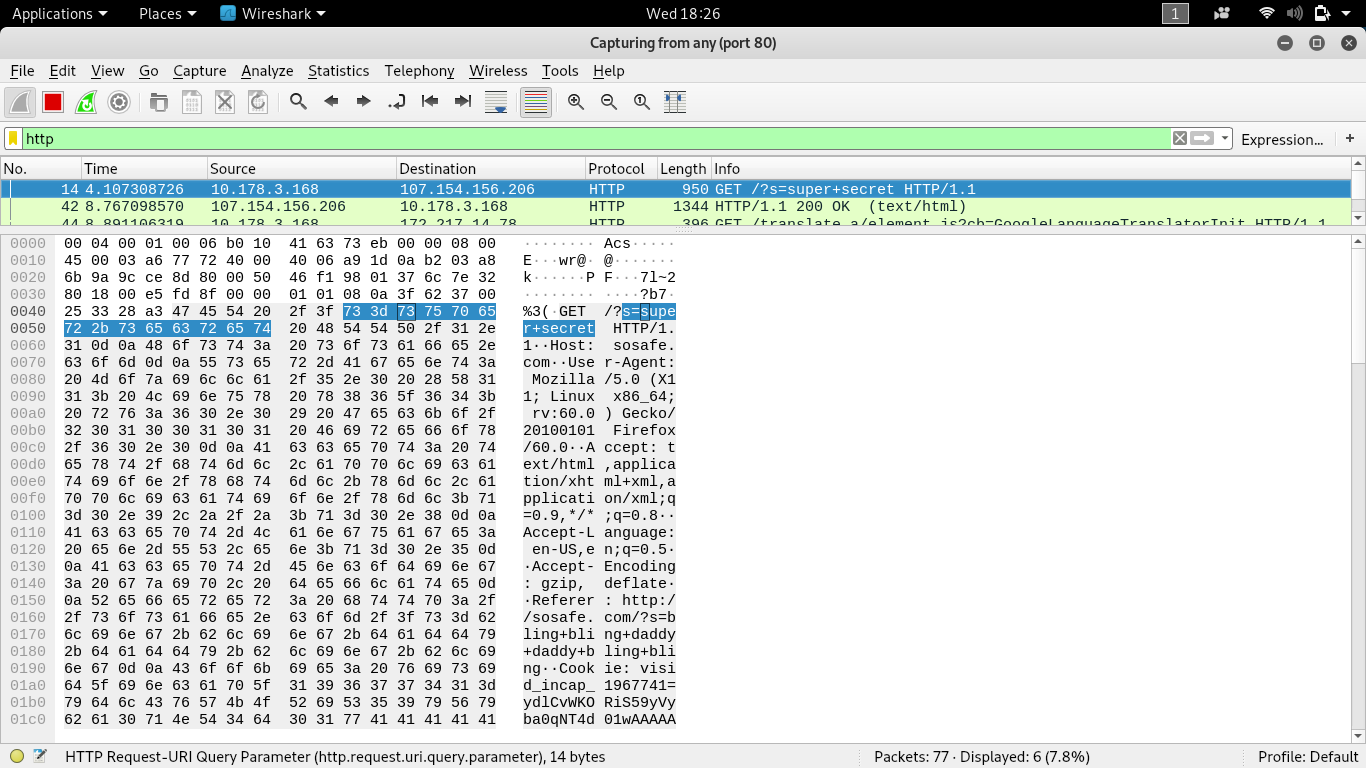 Applications Places Wireshark Wed 18:26 1
Capturing from any (port 80)
File Edit View Go Capture Analyze Statistics Telephony Wireless Tools Help
http Expression... +
No. Time Source Destination Protocol Length Info
14 4.107308726 10.178.3.168 107.154.156.206 HTTP 950 GET /?s=super+secret HTTP/1.1
42 8.767098570 107.154.156.206 10.178.3.168 HTTP 1344 HTTP/1.1 200 OK (text/html)
44 8.891106319 10.178.3.168 172.217.14.78 HTTP 396 GET /translate_a/element.js?cb=GoogleLanguageTranslatorInit HTTP/1.1
0000 00 04 00 01 00 06 b0 10 41 63 73 eb 00 00 08 00 ········ Acs·····
0010 45 00 03 a6 77 72 40 00 40 06 a9 1d 0a b2 03 a8 E···wr@· @·······
0020 6b 9a 9c ce 8d 80 00 50 46 f1 98 01 37 6c 7e 32 k······P F···7l~2
0030 80 18 00 e5 fd 8f 00 00 01 01 08 0a 3f 62 37 00 ········ ····?b7·
0040 25 33 28 a3 47 45 54 20 2f 3f 73 3d 73 75 70 65 %3(·GET /?s=supe
0050 72 2b 73 65 63 72 65 74 20 48 54 54 50 2f 31 2e r+secret HTTP/1.
0060 31 0d 0a 48 6f 73 74 3a 20 73 6f 73 61 66 65 2e 1··Host: sosafe.
0070 63 6f 6d 0d 0a 55 73 65 72 2d 41 67 65 6e 74 3a com··Use r-Agent:
0080 20 4d 6f 7a 69 6c 6c 61 2f 35 2e 30 20 28 58 31 Mozilla /5.0 (X1
0090 31 3b 20 4c 69 6e 75 78 20 78 38 36 5f 36 34 3b 1; Linux x86_64;
00a0 20 72 76 3a 36 30 2e 30 29 20 47 65 63 6b 6f 2f rv:60.0 ) Gecko/
00b0 32 30 31 30 30 31 30 31 20 46 69 72 65 66 6f 78 20100101 Firefox
00c0 2f 36 30 2e 30 0d 0a 41 63 63 65 70 74 3a 20 74 /60.0··A ccept: t
00d0 65 78 74 2f 68 74 6d 6c 2c 61 70 70 6c 69 63 61 ext/html ,applica
00e0 74 69 6f 6e 2f 78 68 74 6d 6c 2b 78 6d 6c 2c 61 tion/xht ml+xml,a
00f0 70 70 6c 69 63 61 74 69 6f 6e 2f 78 6d 6c 3b 71 pplicati on/xml;q
0100 3d 30 2e 39 2c 2a 2f 2a 3b 71 3d 30 2e 38 0d 0a =0.9,*/* ;q=0.8··
0110 41 63 63 65 70 74 2d 4c 61 6e 67 75 61 67 65 3a Accept-L anguage:
0120 20 65 6e 2d 55 53 2c 65 6e 3b 71 3d 30 2e 35 0d en-US,e n;q=0.5·
0130 0a 41 63 63 65 70 74 2d 45 6e 63 6f 64 69 6e 67 ·Accept- Encoding
0140 3a 20 67 7a 69 70 2c 20 64 65 66 6c 61 74 65 0d : gzip, deflate·
0150 0a 52 65 66 65 72 65 72 3a 20 68 74 74 70 3a 2f ·Referer : http:/
0160 2f 73 6f 73 61 66 65 2e 63 6f 6d 2f 3f 73 3d 62 /sosafe. com/?s=b
0170 6c 69 6e 67 2b 62 6c 69 6e 67 2b 64 61 64 64 79 ling+bli ng+daddy
0180 2b 64 61 64 64 79 2b 62 6c 69 6e 67 2b 62 6c 69 +daddy+b ling+bli
0190 6e 67 0d 0a 43 6f 6f 6b 69 65 3a 20 76 69 73 69 ng··Cook ie: visi
01a0 64 5f 69 6e 63 61 70 5f 31 39 36 37 37 34 31 3d d_incap_ 1967741=
01b0 79 64 6c 43 76 57 4b 4f 52 69 53 35 39 79 56 79 ydlCvWKO RiS59yVy
01c0 62 61 30 71 4e 54 34 64 30 31 77 41 41 41 41 41 ba0qNT4d 01wAAAAA
HTTP Request-URI Query Parameter (http.request.uri.query.parameter), 14 bytes Packets: 77 · Displayed: 6 (7.8%) Profile: Default